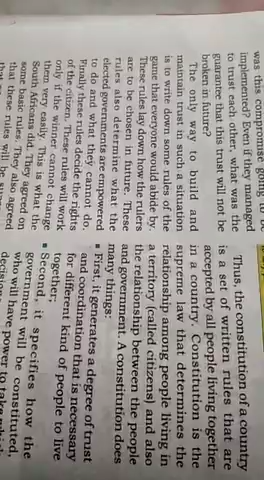 was this compromise going to be
implemented? Even if they managed
to trust each other, what was the
guarantee that this trust will not be
broken in future?
The only way to build and
maintain trust in such a situation
is to write down some rules of the
game that everyone would abide by.
These rules lay down how the rulers
are to be chosen in future. These
rules also determine what the
elected governments are empowered
to do and what they cannot do.
Finally these rules decide the rights
of the citizen. These rules will work
only if the winner cannot change
them very easily. This is what the
South Africans did. They agreed on
some basic rules. They also agreed
that these rules will be
Thus, the constitution of a country
is a set of written rules that are
accepted by all people living together
in a country. Constitution is the
supreme law that determines the
relationship among people living in
a territory (called citizens) and also
the relationship between the people
and government. A constitution does
many things:
▪ First, it generates a degree of trust
and coordination that is necessary
for different kind of people to live
together;
▪ Second, it specifies how the
government will be constituted,
who will have power to take which
decisions